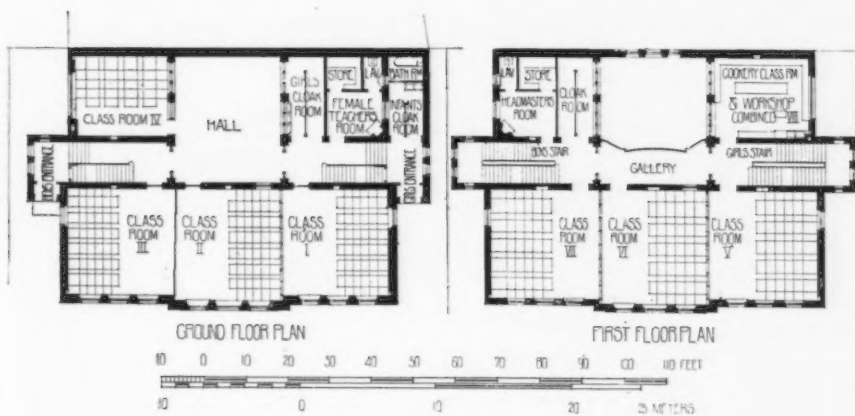 CLASS ROOM IV
HALL
GIRLS
CLOAK
ROOM
STORE
LAV
BATH RM
FEMALE
TEACHERS
ROOM
INFANTS
CLOAK
ROOM
BOYS ENTRANCE
GIRLS ENTRANCE
CLASS
ROOM
III
CLASS
ROOM
II
CLASS
ROOM
I
GROUND FLOOR PLAN
LAV
STORE
HEADMASTERS
ROOM
CLOAK
ROOM
COOKERY CLASS RM
& WORKSHOP
COMBINED—VIII
BOYS STAIR
GALLERY
GIRLS STAIR
CLASS
ROOM
VII
CLASS
ROOM
VI
CLASS
ROOM
V
FIRST FLOOR PLAN
10 0 10 20 30 40 50 60 70 80 90 100 110 FEET
10 0 10 20 METERS